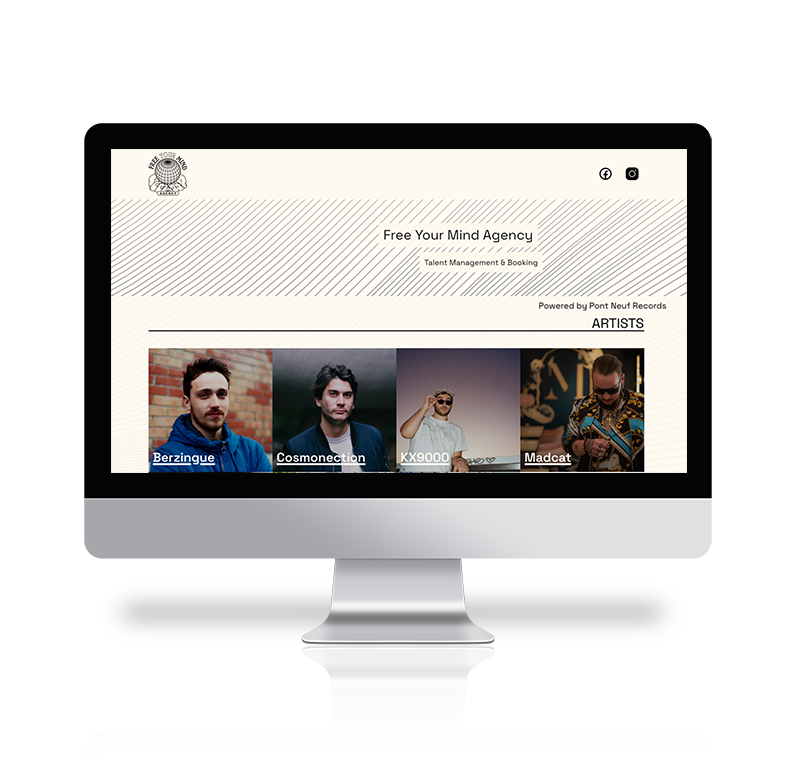 FREE YOUR MIND
AGENCY
Free Your Mind Agency
Talent Management & Booking
Powered by Pont Neuf Records
ARTISTS
Berzingue
Cosmonection
KX9000
Madcat